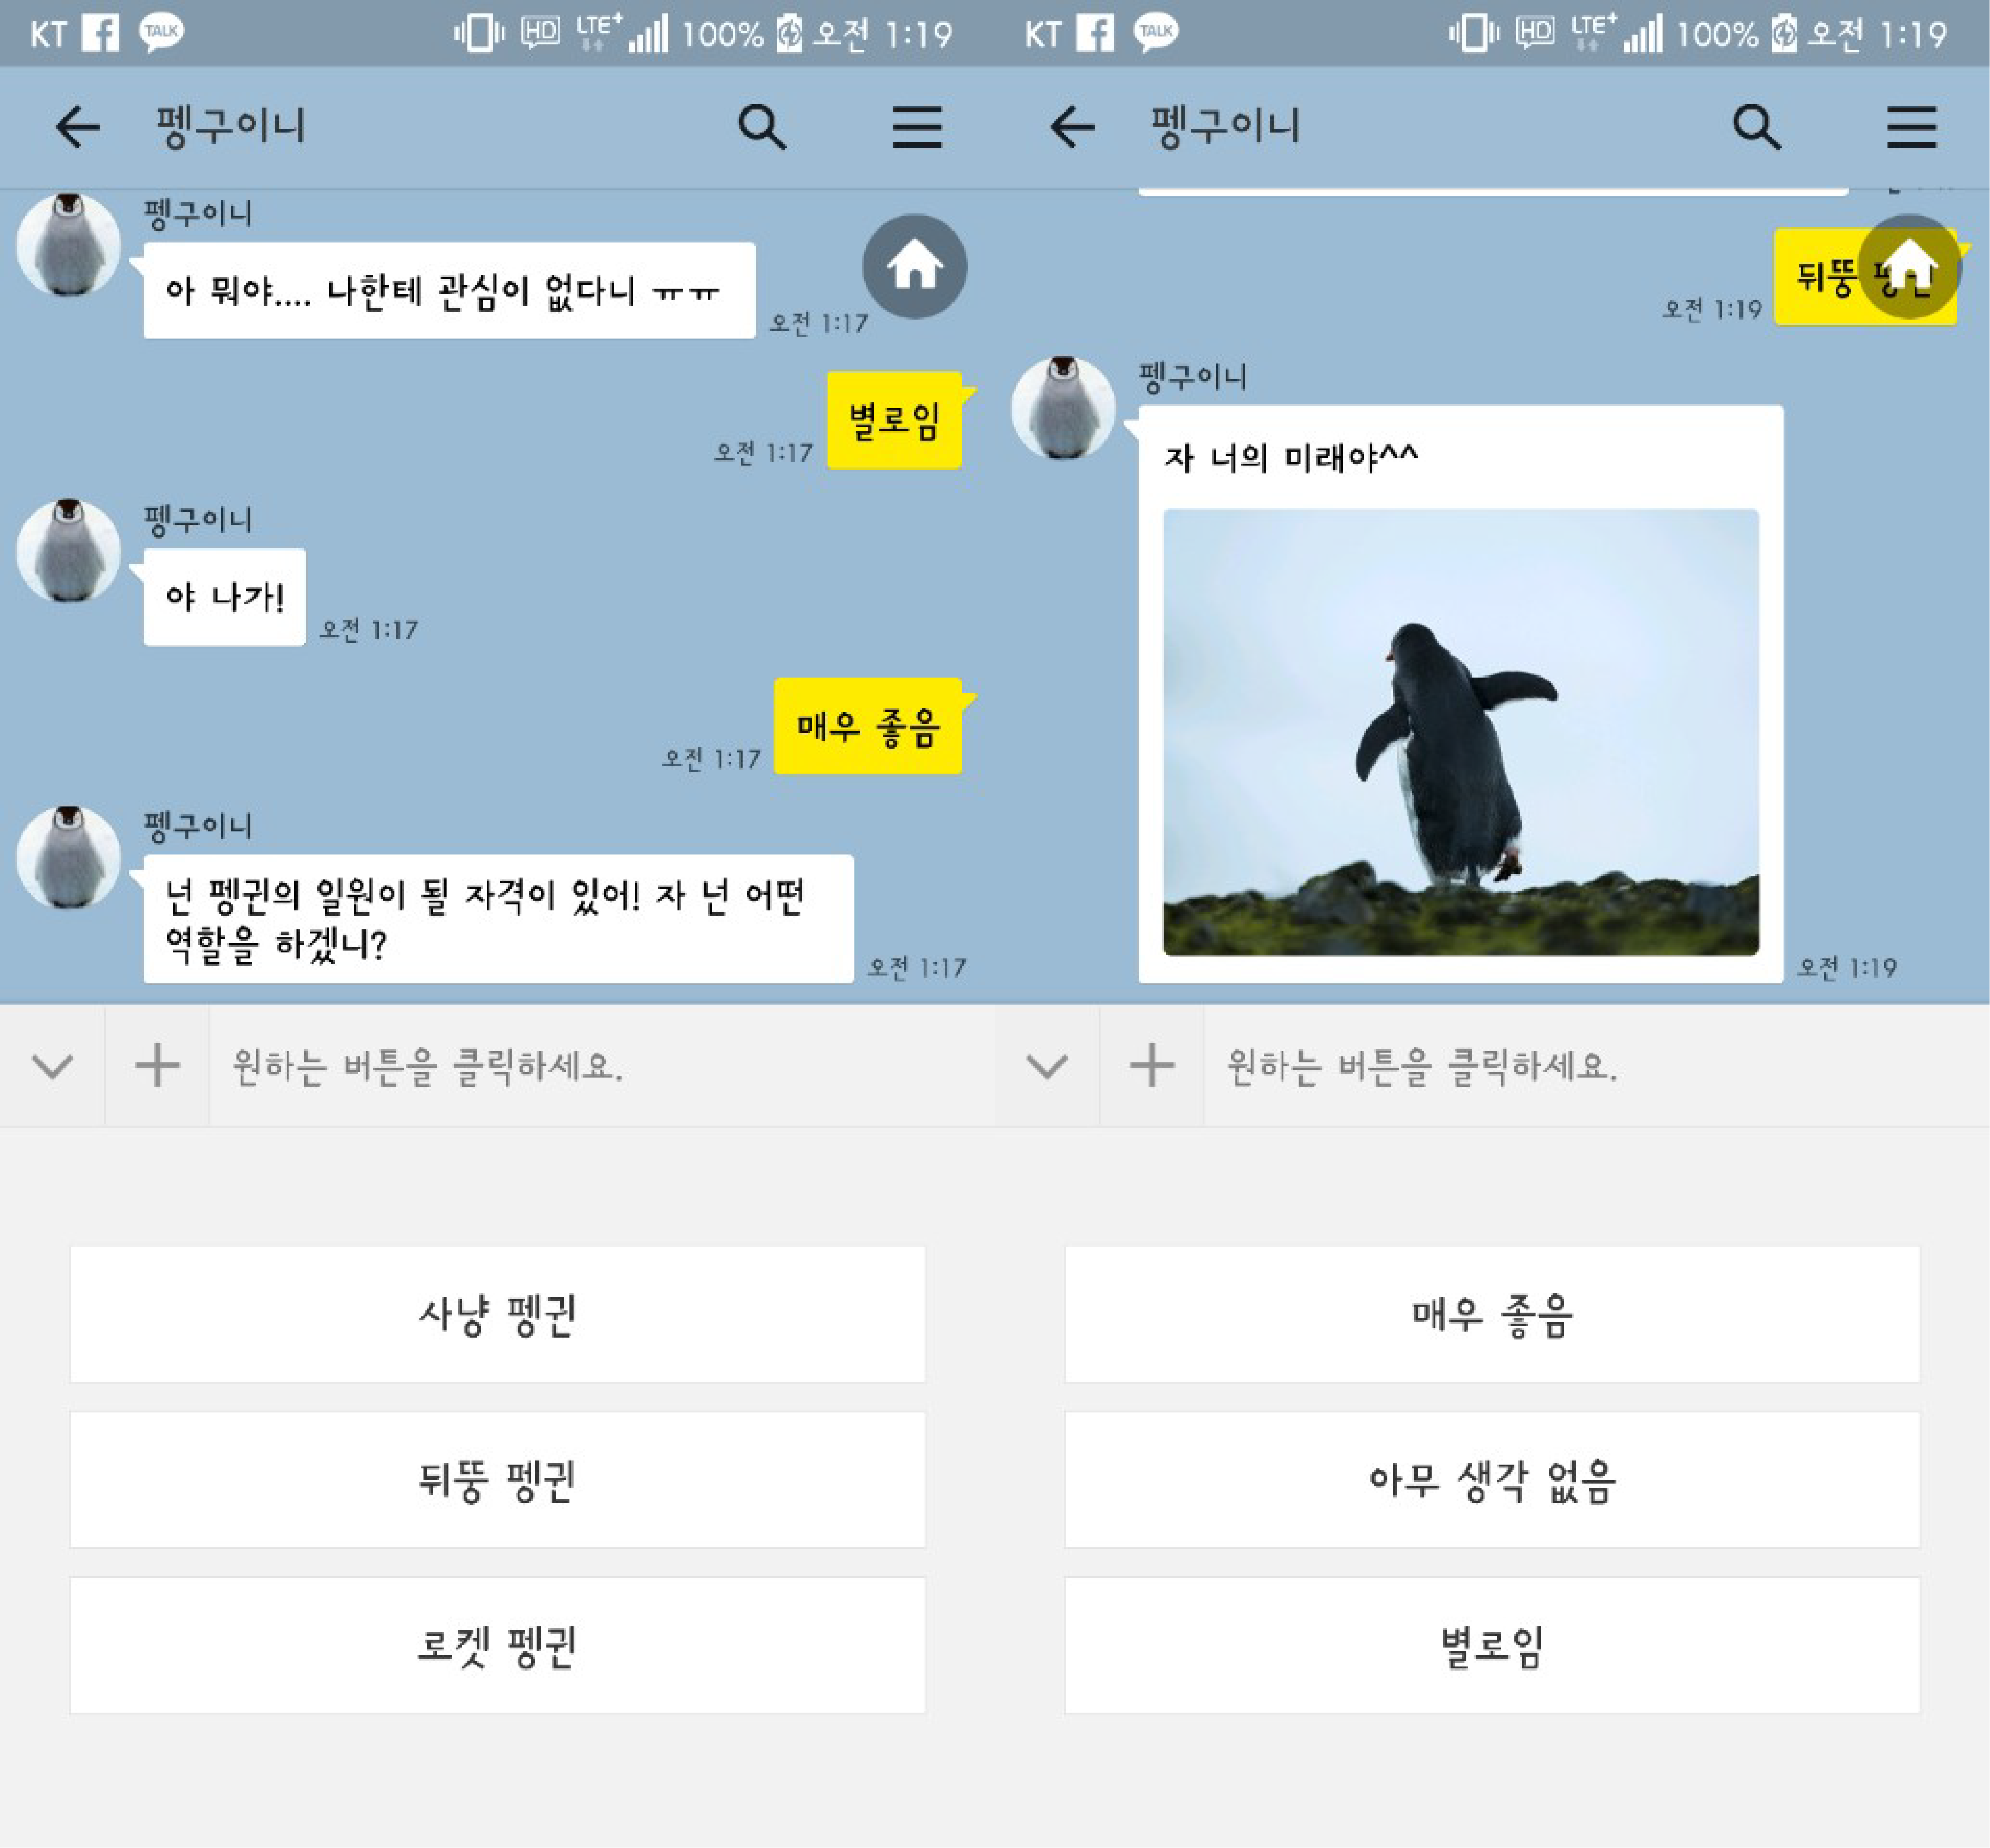 KT TALK HD LTE+ 100% 오전 1:19
펭구이니
펭구이니
아 뭐야.... 나한테 관심이 없다니 ㅠㅠ
오전 1:17
별로임
오전 1:17
펭구이니
야 나가!
오전 1:17
매우 좋음
오전 1:17
펭구이니
넌 펭귄의 일원이 될 자격이 있어! 자 넌 어떤
역할을 하겠니?
오전 1:17
원하는 버튼을 클릭하세요.
사냥 펭귄
뒤뚱 펭귄
로켓 펭귄
KT TALK HD LTE+ 100% 오전 1:19
펭구이니
뒤뚱
오전 1:19
펭구이니
자 너의 미래야^^
오전 1:19
원하는 버튼을 클릭하세요.
매우 좋음
아무 생각 없음
별로임